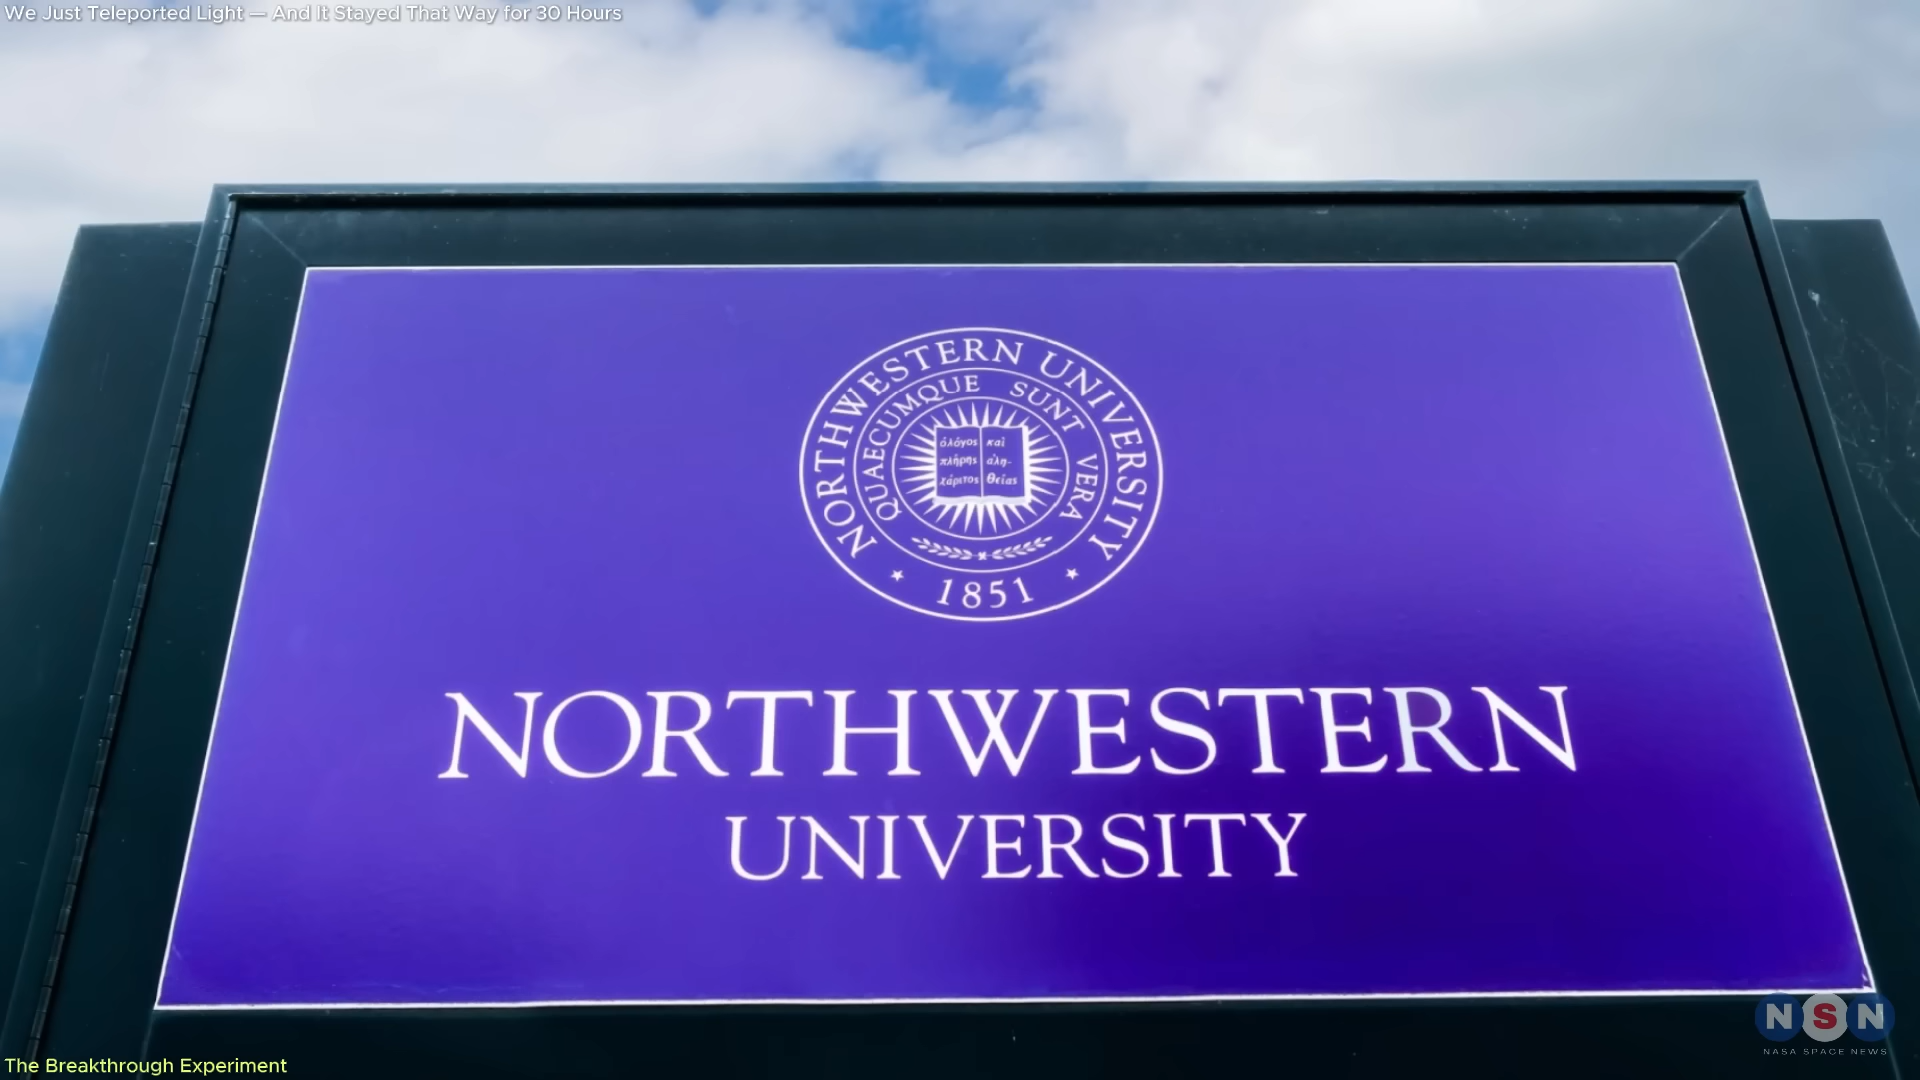 We Just Teleported Light — And It Stayed That Way for 30 Hours
NORTHWESTERN UNIVERSITY
QUAECUMQUE SUNT VERA
ὁ λόγος καὶ
πλήρης ἀλη-
χάριτος θείας
1851
NORTHWESTERN
UNIVERSITY
NSN
NASA SPACE NEWS
The Breakthrough Experiment